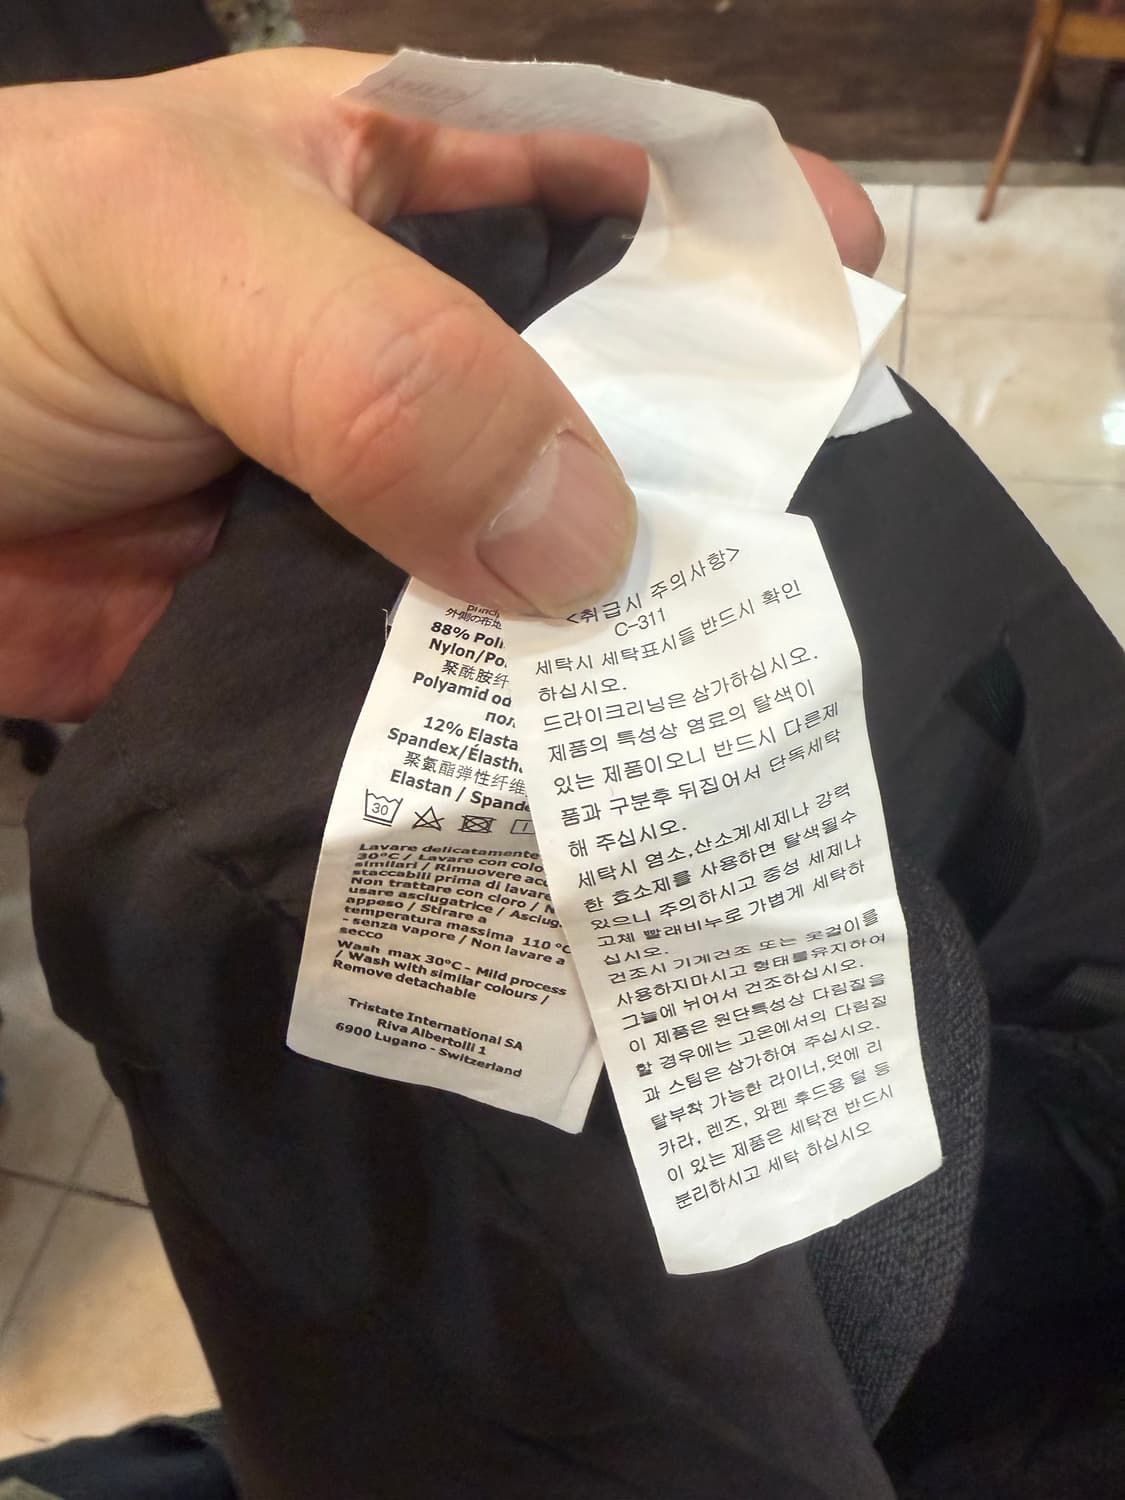 外側の布地
88%
Nylon/
聚酰胺纤
Polyamid od
12% Elasta
Spandex/Élasth
聚氨酯弹性纤维
Elastan / Spande
30
Lavare delicatamente
30°C / Lavare con colo
similari / Rimuovere acc
staccabili prima di lavare
Non trattare con cloro / N
usare asciugatrice / Asciug
appeso / Stirare a
temperatura massima 110 °C
- senza vapore / Non lavare a
secco
Wash max 30°C - Mild process
/ Wash with similar colours /
Remove detachable
Tristate International SA
Riva Albertolli 1
6900 Lugano - Switzerland
<취급시 주의사항>
C-311
세탁시 세탁표시를 반드시 확인
하십시오.
드라이크리닝은 삼가하십시오.
제품의 특성상 염료의 탈색이
있는 제품이오니 반드시 다른제
품과 구분후 뒤집어서 단독세탁
해 주십시오.
세탁시 염소,산소계세제나 강력
한 효소제를 사용하면 탈색될수
있으니 주의하시고 중성 세제나
고체 빨래비누로 가볍게 세탁하
십시오.
건조시 기계건조 또는 옷걸이를
사용하지마시고 형태를유지하여
그늘에 뉘어서 건조하십시오.
이 제품은 원단특성상 다림질을
할 경우에는 고온에서의 다림질
과 스팀은 삼가하여 주십시오.
탈부착 가능한 라이너,덧에 리
카라, 렌즈, 와펜 후드용 털 등
이 있는 제품은 세탁전 반드시
분리하시고 세탁 하십시오